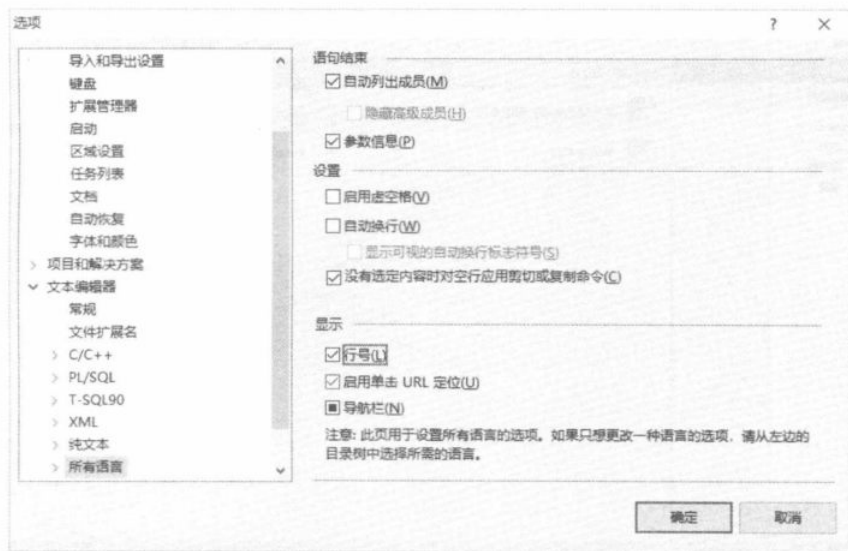 选项
? ×
导入和导出设置
键盘
扩展管理器
启动
区域设置
任务列表
文档
自动恢复
字体和颜色
项目和解决方案
文本编辑器
常规
文件扩展名
C/C++
PL/SQL
T-SQL90
XML
纯文本
所有语言
语句结束
自动列出成员(M)
隐藏高级成员(H)
参数信息(P)
设置
启用虚空格(V)
自动换行(W)
显示可视的自动换行标志符号(S)
没有选定内容时对空行应用剪切或复制命令(C)
显示
行号(L)
启用单击 URL 定位(U)
导航栏(N)
注意: 此页用于设置所有语言的选项。如果只想更改一种语言的选项，请从左边的
目录树中选择所需的语言。
确定
取消